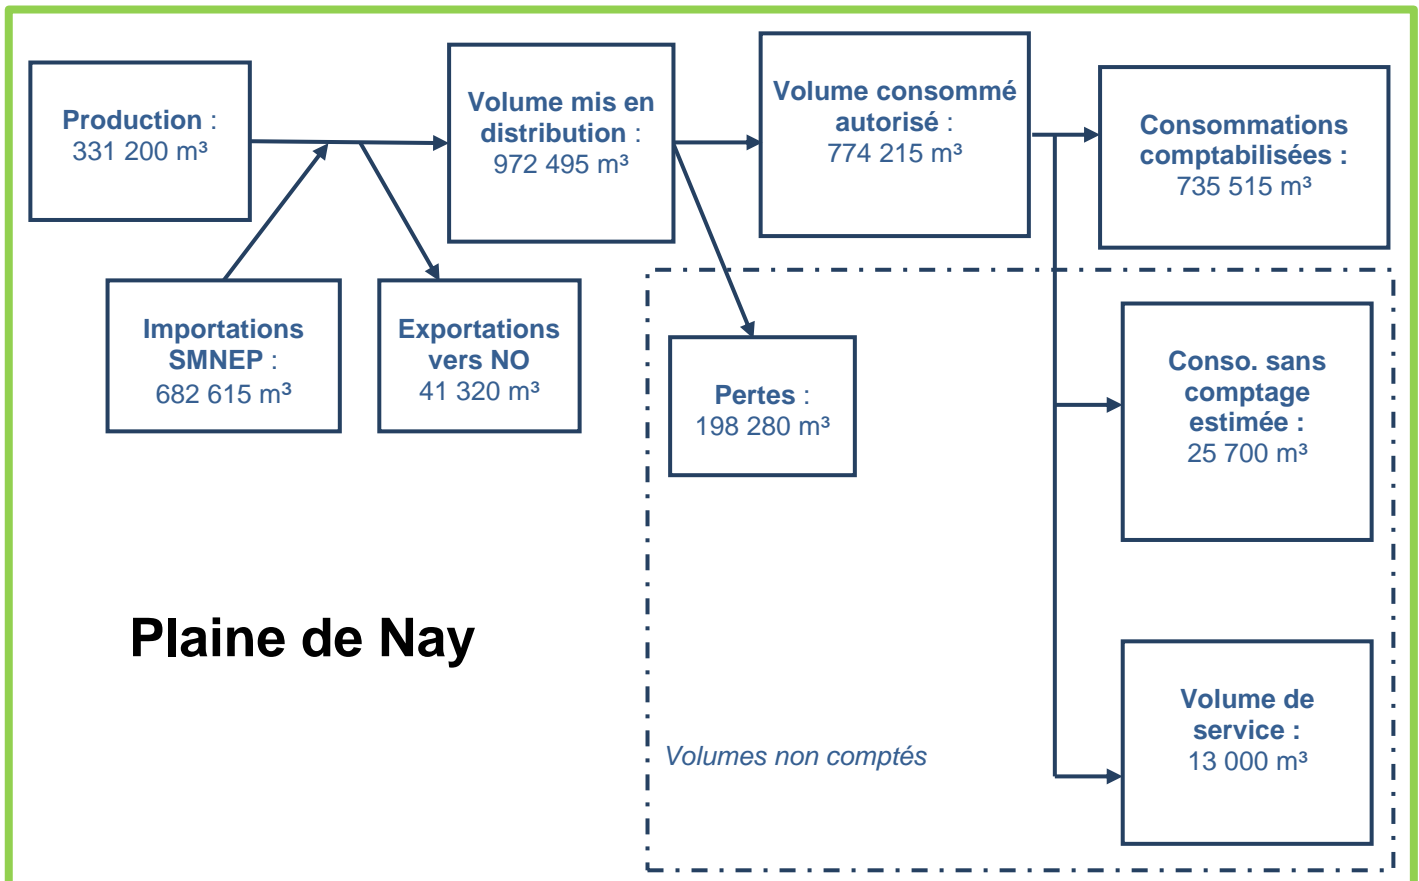 Production :
331 200 m³
Volume mis en
distribution :
972 495 m³
Volume consommé
autorisé :
774 215 m³
Consommations
comptabilisées :
735 515 m³
Importations
SMNEP :
682 615 m³
Exportations
vers NO
41 320 m³
Pertes :
198 280 m³
Conso. sans
comptage
estimée :
25 700 m³
Plaine de Nay
Volumes non comptés
Volume de
service :
13 000 m³